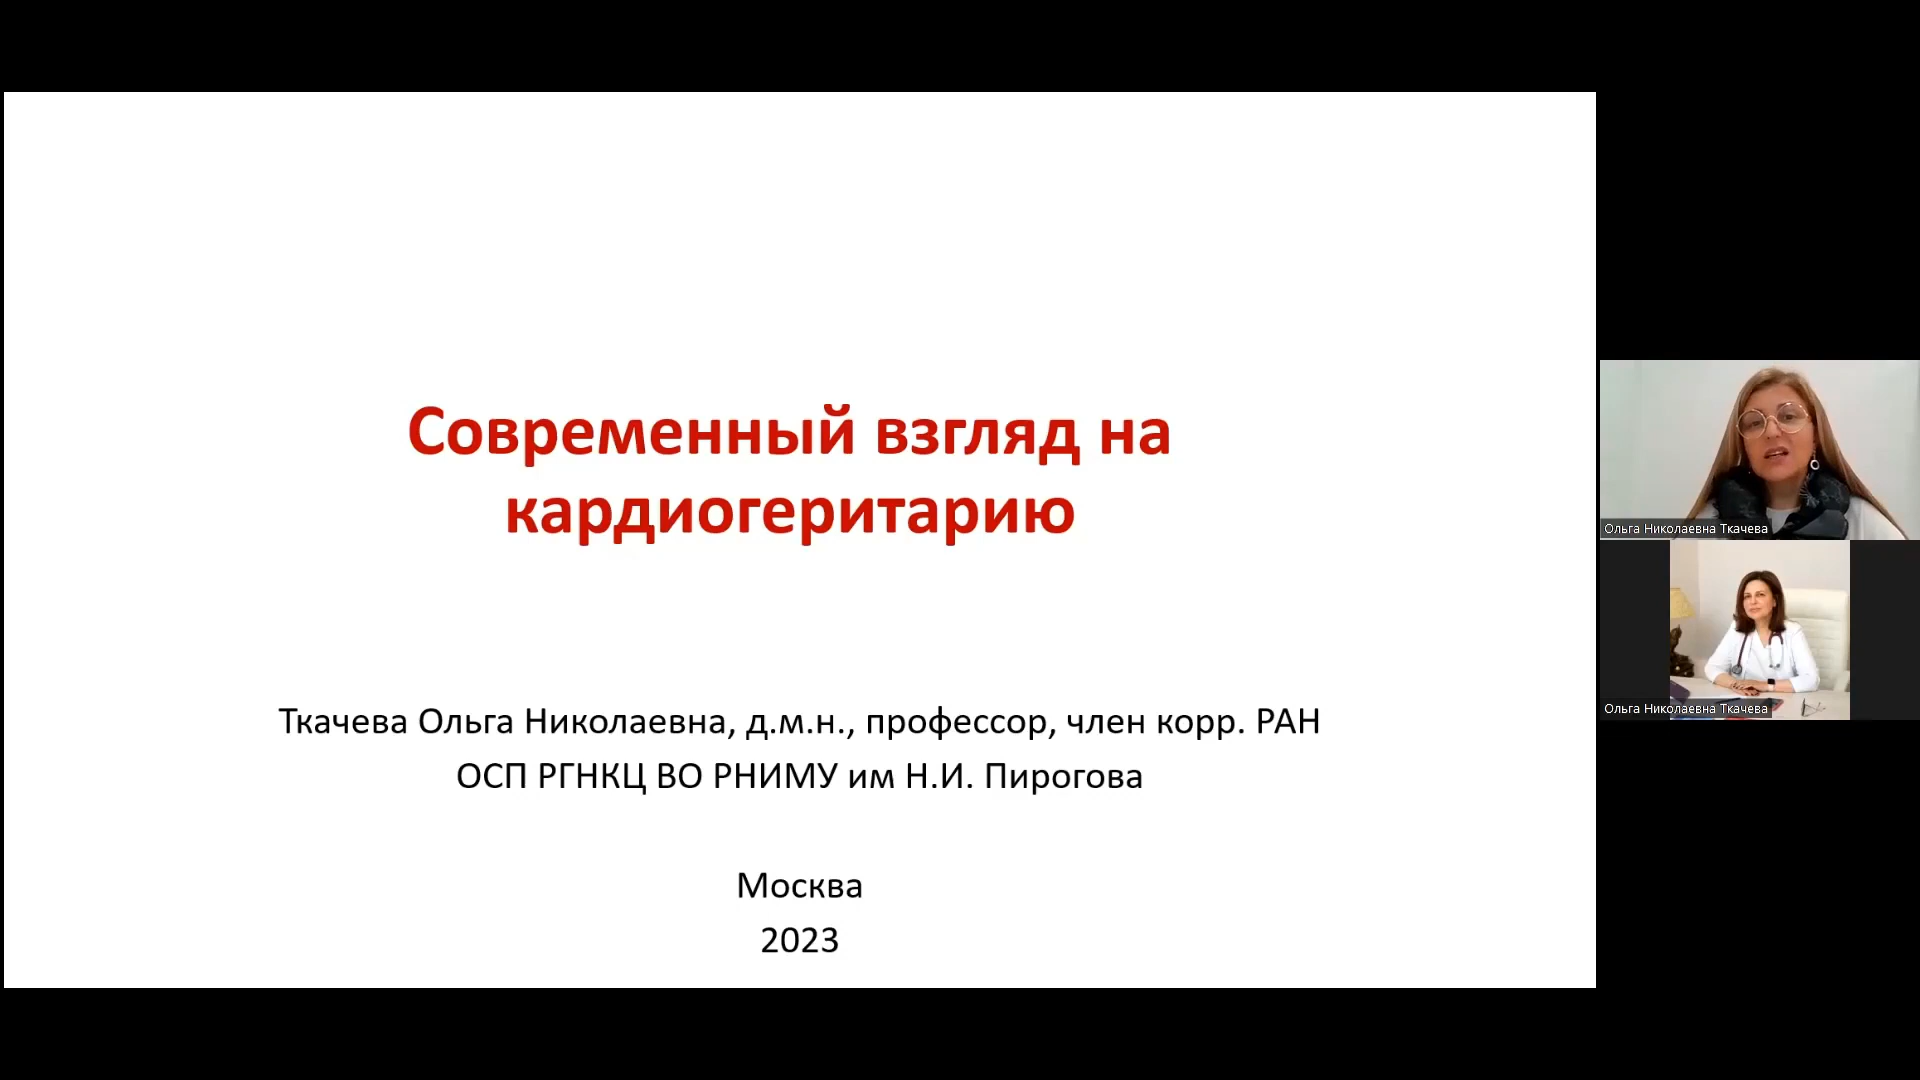 Современный взгляд на
кардиогеритарию
Ткачева Ольга Николаевна, д.м.н., профессор, член корр. РАН
ОСП РГНКЦ ВО РНИМУ им Н.И. Пирогова
Москва
2023
Ольга Николаевна Ткачева
Ольга Николаевна Ткачева